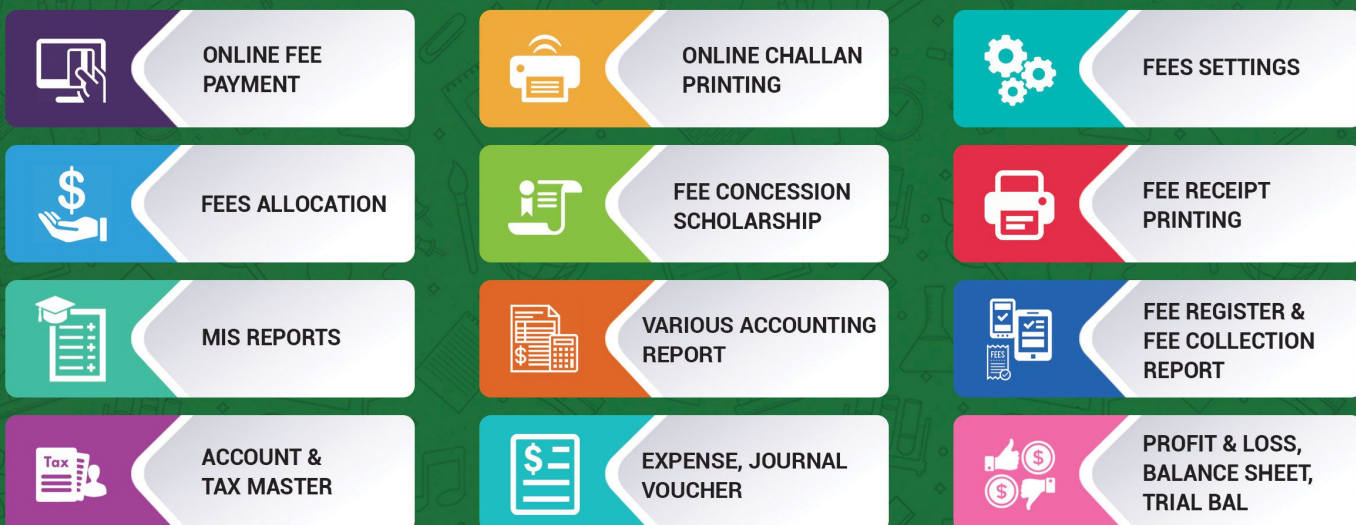 ONLINE FEE
PAYMENT
ONLINE CHALLAN
PRINTING
FEES SETTINGS
$
FEES ALLOCATION
FEE CONCESSION
SCHOLARSHIP
FEE RECEIPT
PRINTING
MIS REPORTS
$
VARIOUS ACCOUNTING
REPORT
FEES
FEE REGISTER &
FEE COLLECTION
REPORT
Tax
ACCOUNT &
TAX MASTER
$
EXPENSE, JOURNAL
VOUCHER
$
$
PROFIT & LOSS,
BALANCE SHEET,
TRIAL BAL